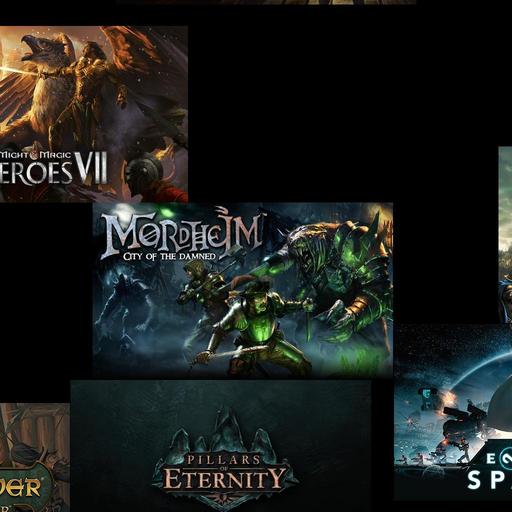 MIGHT & MAGIC
EROES VII
MORDHEIM
CITY OF THE DAMNED
PILLARS
OF
ETERNITY